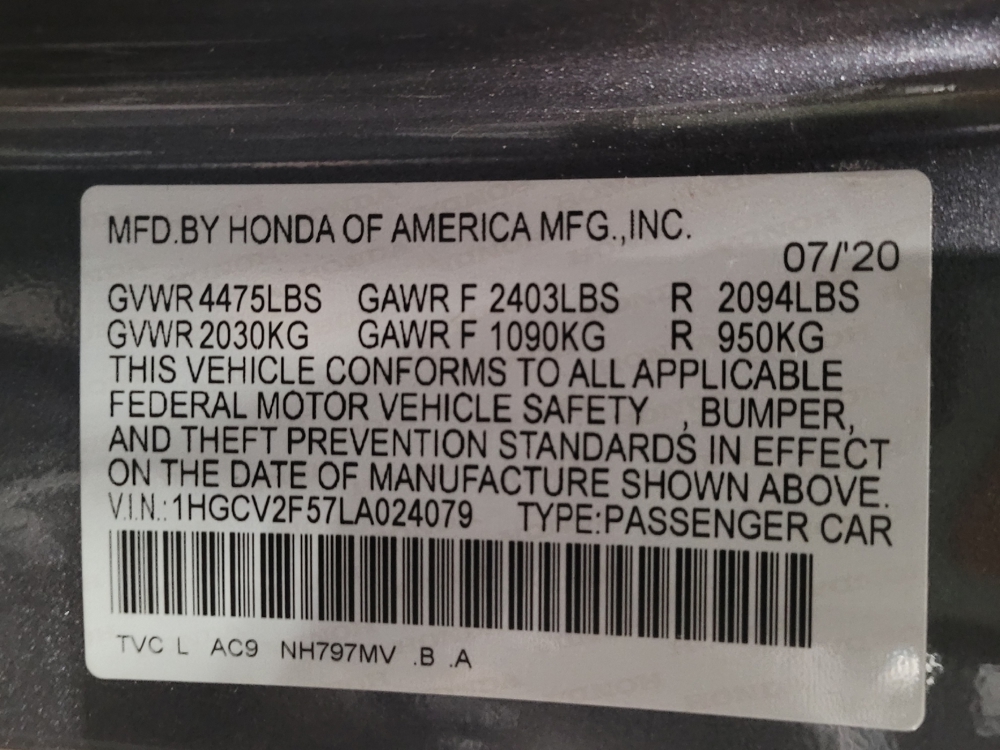 MFD.BY HONDA OF AMERICA MFG.,INC.
07/'20
GVWR 4475LBS GAWR F 2403LBS R 2094LBS
GVWR 2030KG GAWR F 1090KG R 950KG
THIS VEHICLE CONFORMS TO ALL APPLICABLE
FEDERAL MOTOR VEHICLE SAFETY , BUMPER,
AND THEFT PREVENTION STANDARDS IN EFFECT
ON THE DATE OF MANUFACTURE SHOWN ABOVE.
V.I.N.: 1HGCV2F57LA024079 TYPE:PASSENGER CAR
TVC L AC9 NH797MV .B .A